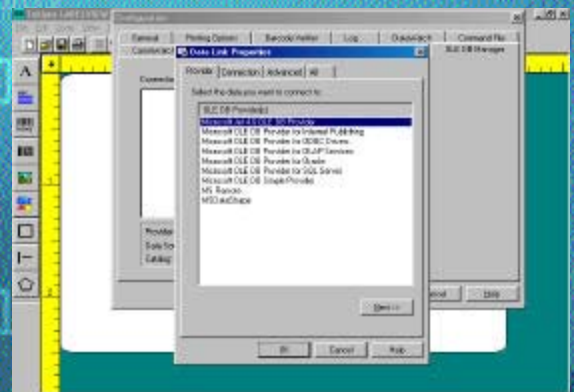 Configuration
General Printing Options Barcode Verifier Log DataWatch Command File
OLE DB Manager
Data Link Properties
Provider Connection Advanced All
Select the data you want to connect to:
OLE DB Provider(s)
Microsoft Jet 4.0 OLE DB Provider
Microsoft OLE DB Provider for Internet Publishing
Microsoft OLE DB Provider for ODBC Drivers
Microsoft OLE DB Provider for OLAP Services
Microsoft OLE DB Provider for Oracle
Microsoft OLE DB Provider for SQL Server
Microsoft OLE DB Simple Provider
MS Remote
MSDataShape
Provider
Catalog
Next >>
Help
OK Cancel Help